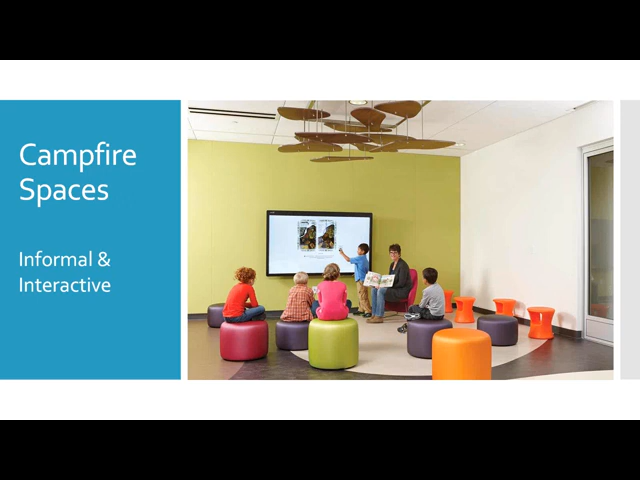 Campfire
Spaces
Informal &
Interactive